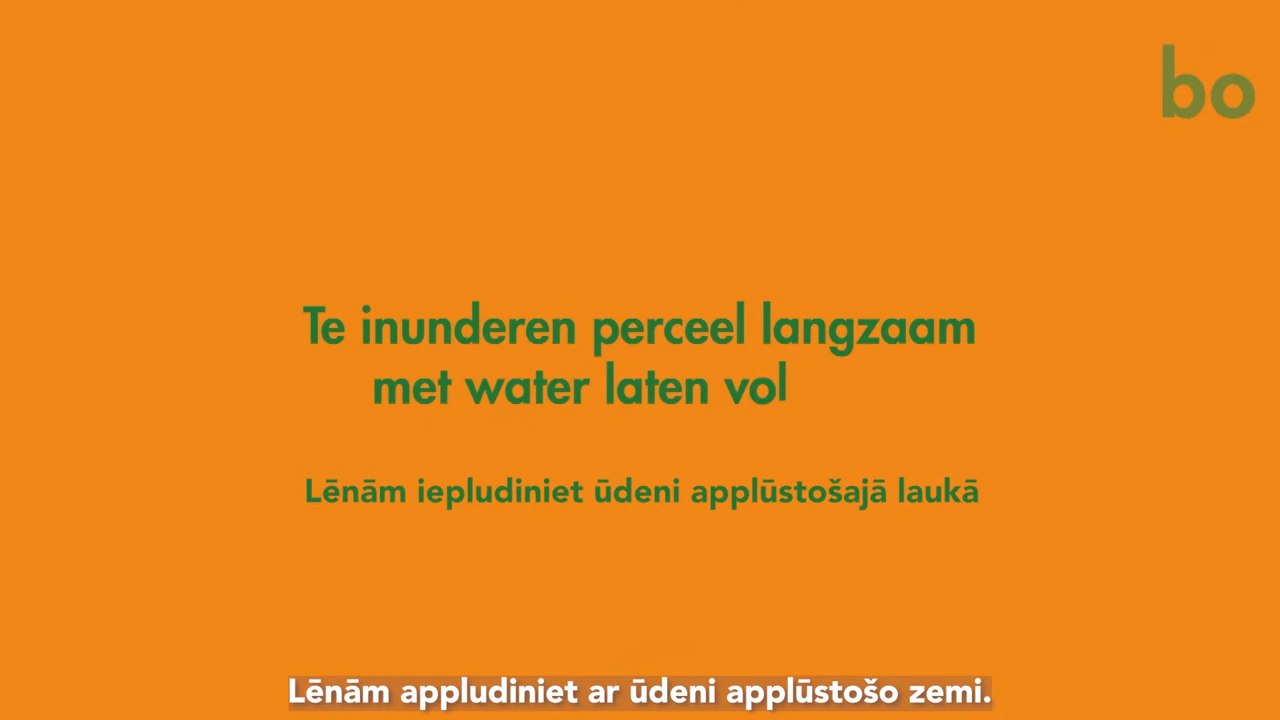 bo
Te inunderen perceel langzaam
met water laten vol
Lēnām iepludiniet ūdeni applūstošajā laukā
Lēnām appludiniet ar ūdeni applūstošo zemi.